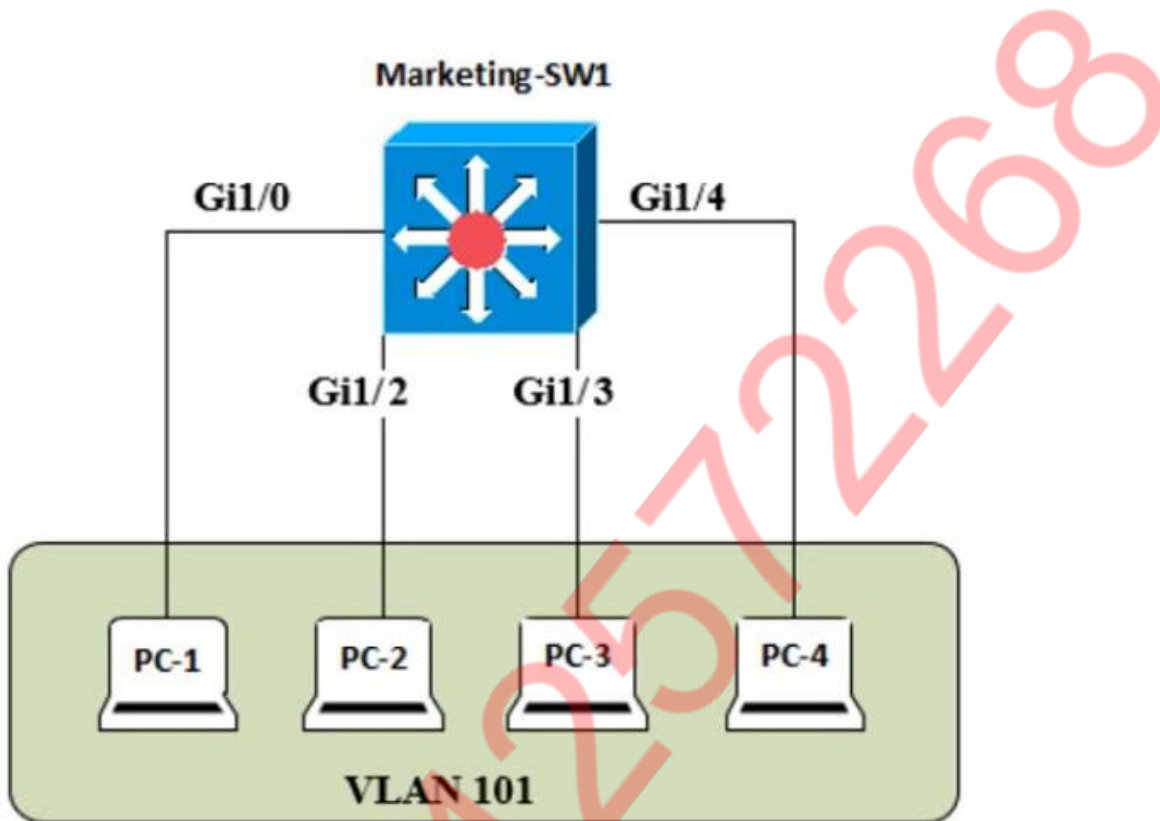 Marketing-SW1
Gi1/0
Gi1/4
Gi1/2
Gi1/3
PC-1
PC-2
PC-3
PC-4
VLAN 101
2572268